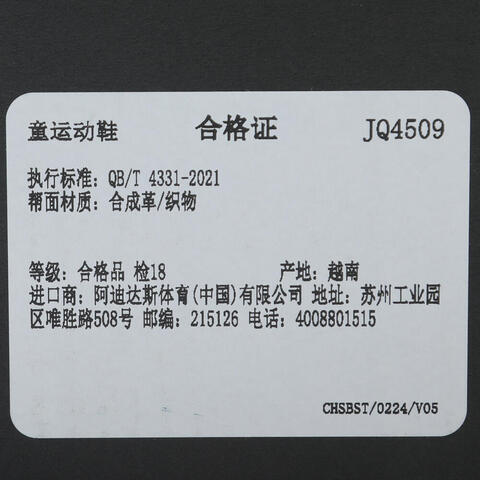 童运动鞋 合格证 JQ4509
执行标准: QB/T 4331-2021
帮面材质: 合成革/织物
等级: 合格品 检18 产地: 越南
进口商: 阿迪达斯体育(中国)有限公司 地址: 苏州工业园
区唯胜路508号 邮编: 215126 电话: 4008801515
CHSBST/0224/V05